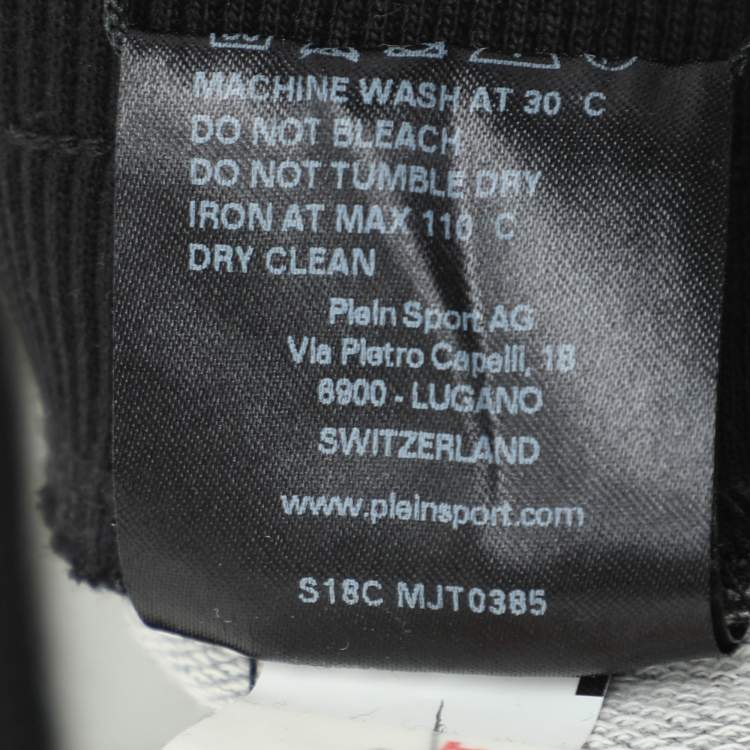 MACHINE WASH AT 30 C
DO NOT BLEACH
DO NOT TUMBLE DRY
IRON AT MAX 110 C
DRY CLEAN
Plein Sport AG
Via Pietro Capelli, 18
6900 - LUGANO
SWITZERLAND
www.pleinsport.com
S18C MJT0385